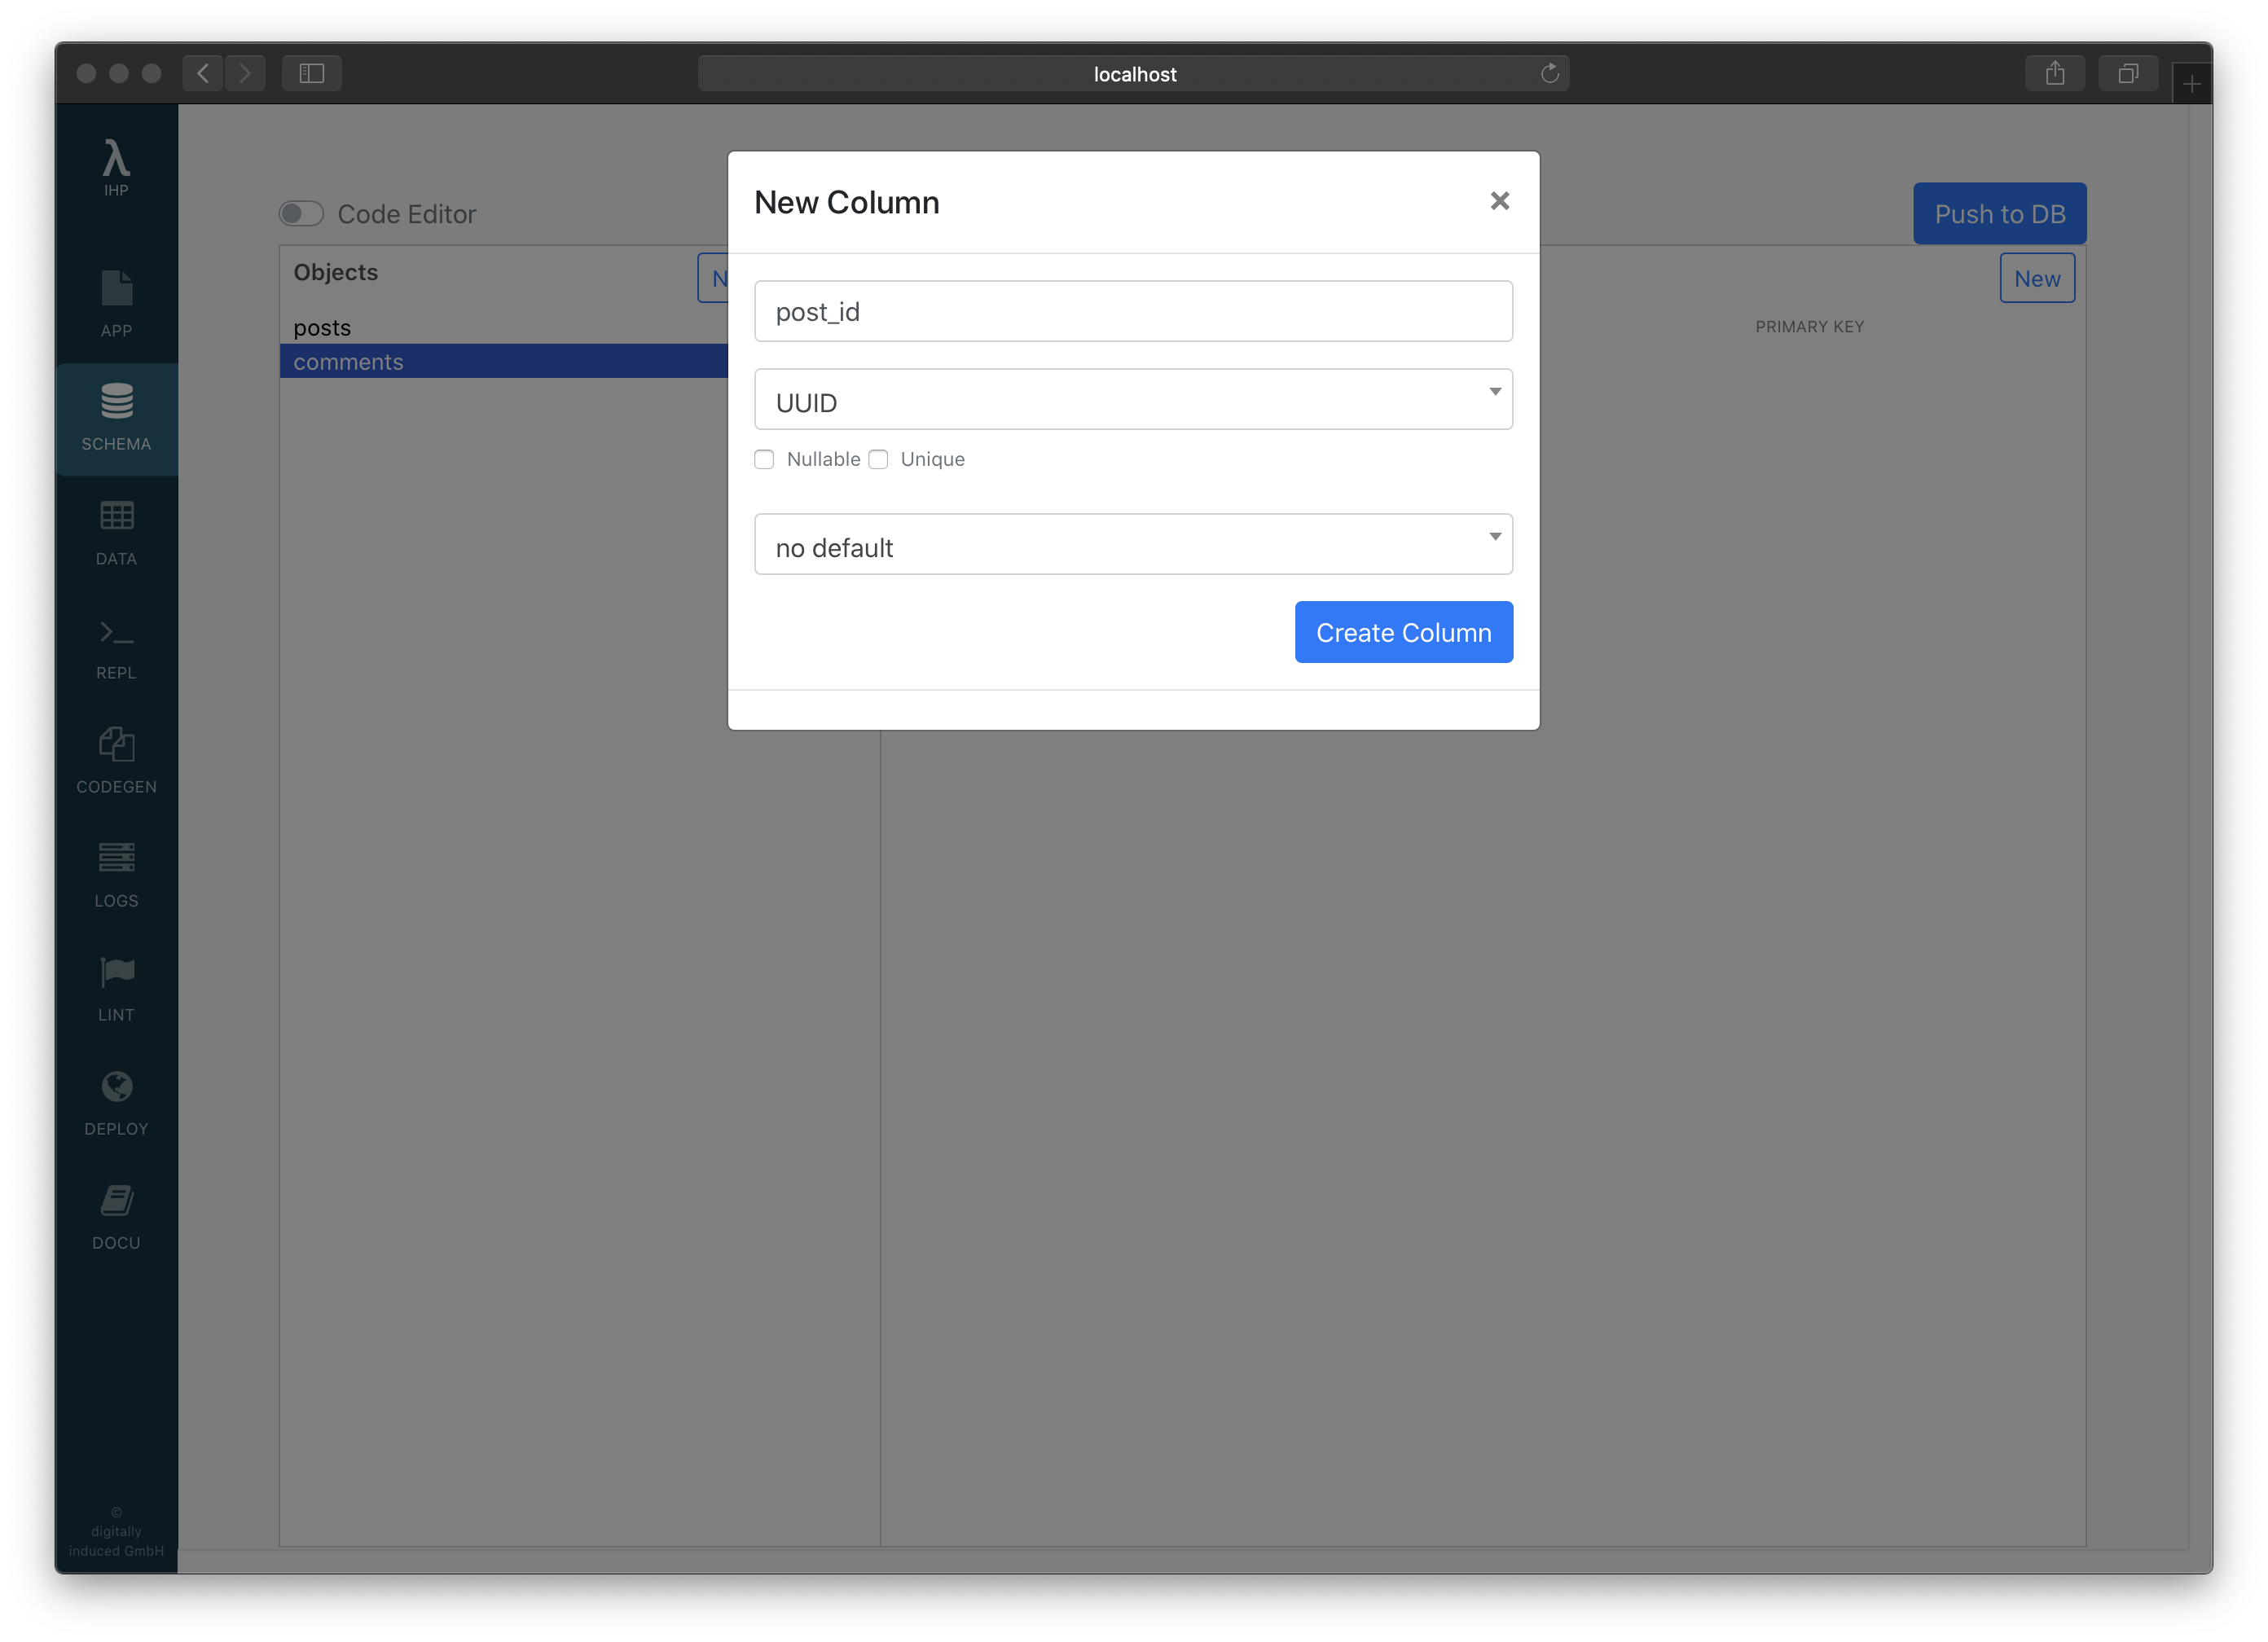 localhost
λ
IHP
APP
SCHEMA
DATA
REPL
CODEGEN
LOGS
LINT
DEPLOY
DOCU
©
digitally
induced GmbH
Code Editor
Push to DB
Objects
posts
comments
New
PRIMARY KEY
New Column
post_id
UUID
Nullable Unique
no default
Create Column